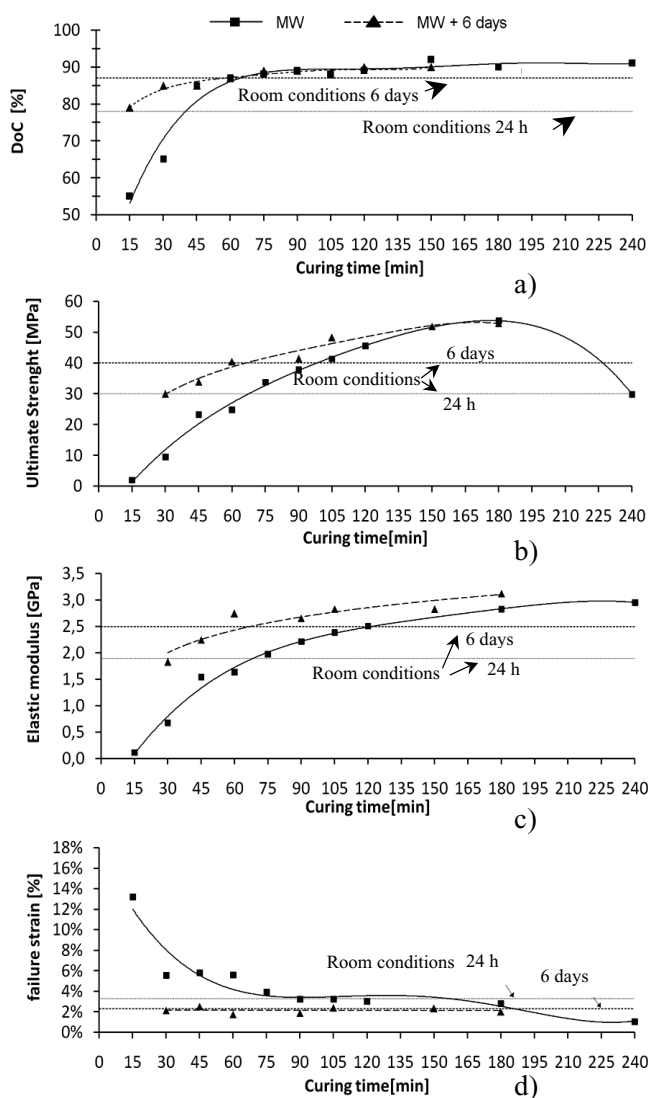 MW MW + 6 days
100
90
80
70
60
50
DoC [%]
Room conditions 6 days
Room conditions 24 h
0 15 30 45 60 75 90 105 120 135 150 165 180 195 210 225 240
Curing time [min]
a)
60
50
40
30
20
10
0
Ultimate Strenght [MPa]
6 days
Room conditions
24 h
0 15 30 45 60 75 90 105 120 135 150 165 180 195 210 225 240
Curing time[min]
b)
3,5
3,0
2,5
2,0
1,5
1,0
0,5
0,0
Elastic modulus [GPa]
6 days
Room conditions 24 h
0 15 30 45 60 75 90 105 120 135 150 165 180 195 210 225 240
Curing time[min]
c)
18%
16%
14%
12%
10%
8%
6%
4%
2%
0%
failure strain [%]
Room conditions 24 h
6 days
0 15 30 45 60 75 90 105 120 135 150 165 180 195 210 225 240
Curing time[min]
d)